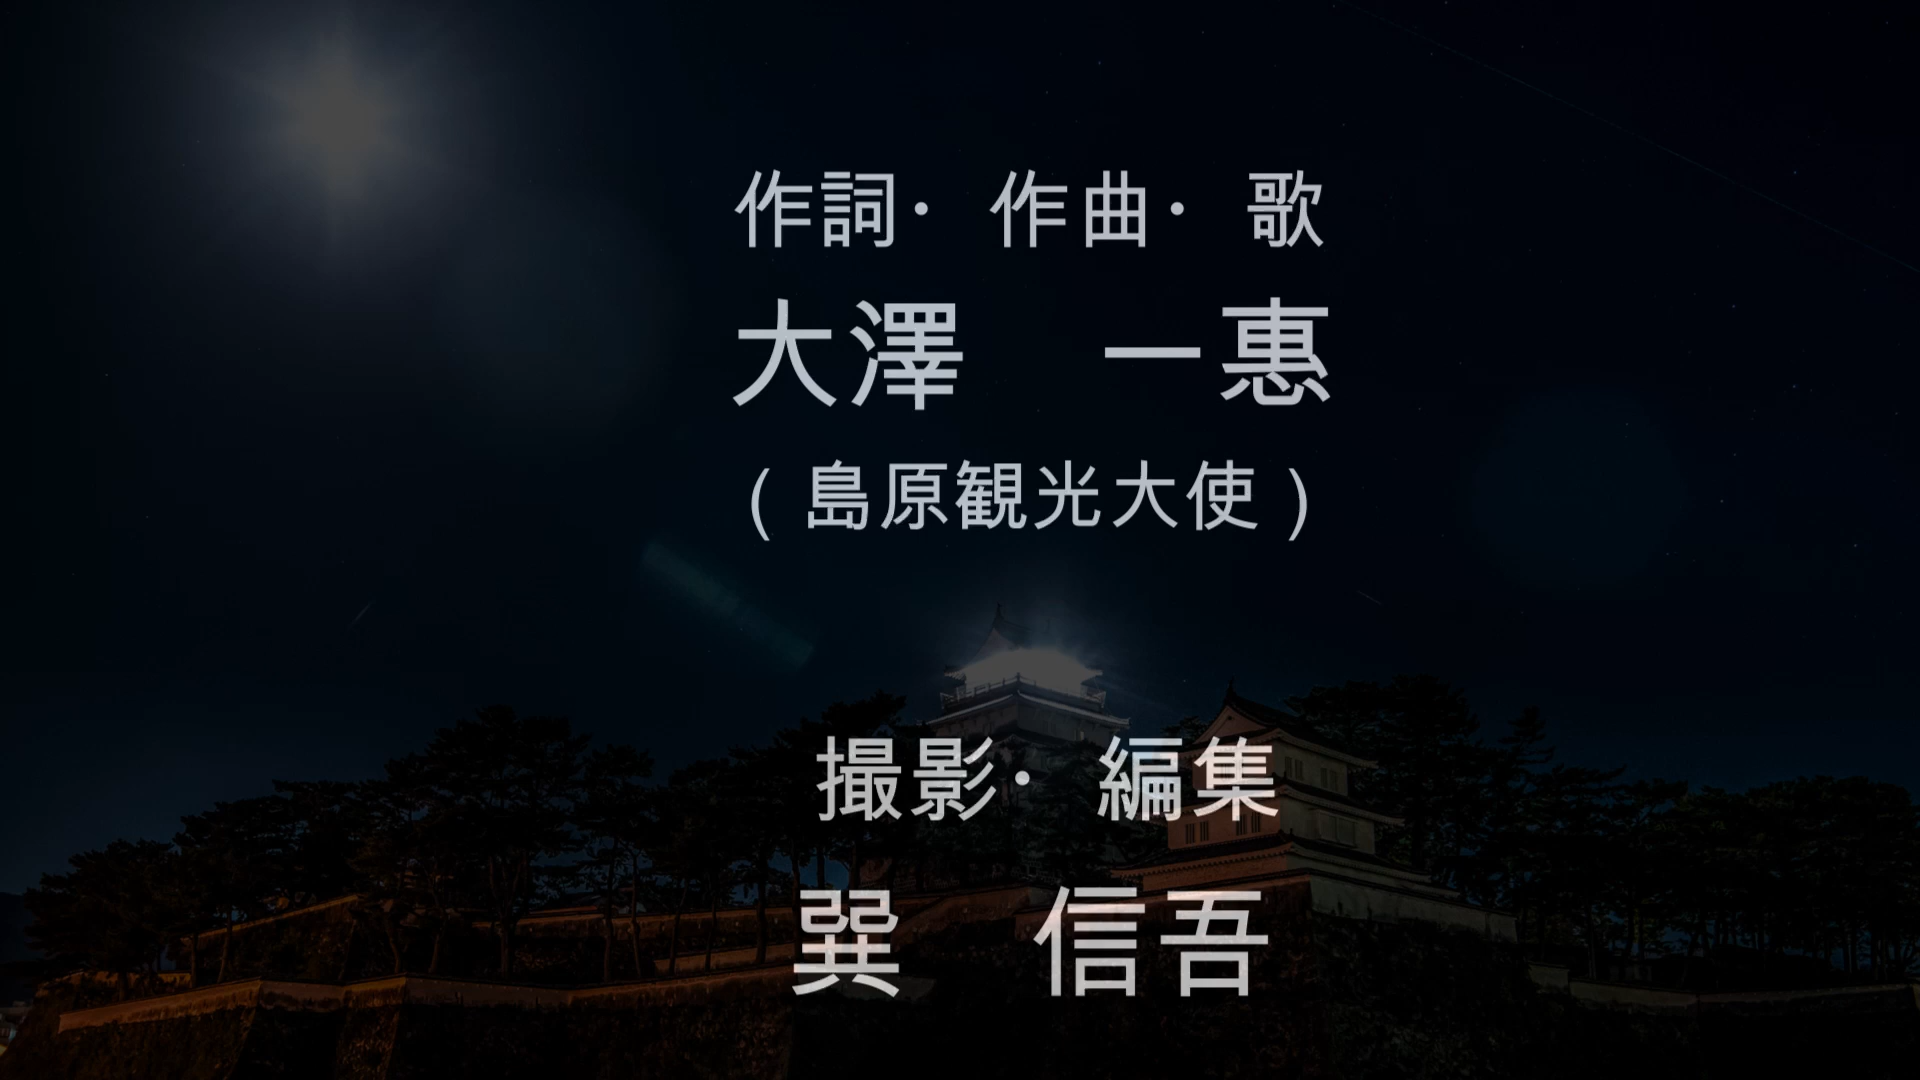 作詞・作曲・歌
大澤　一惠
(島原観光大使)
撮影・編集
巽　信吾